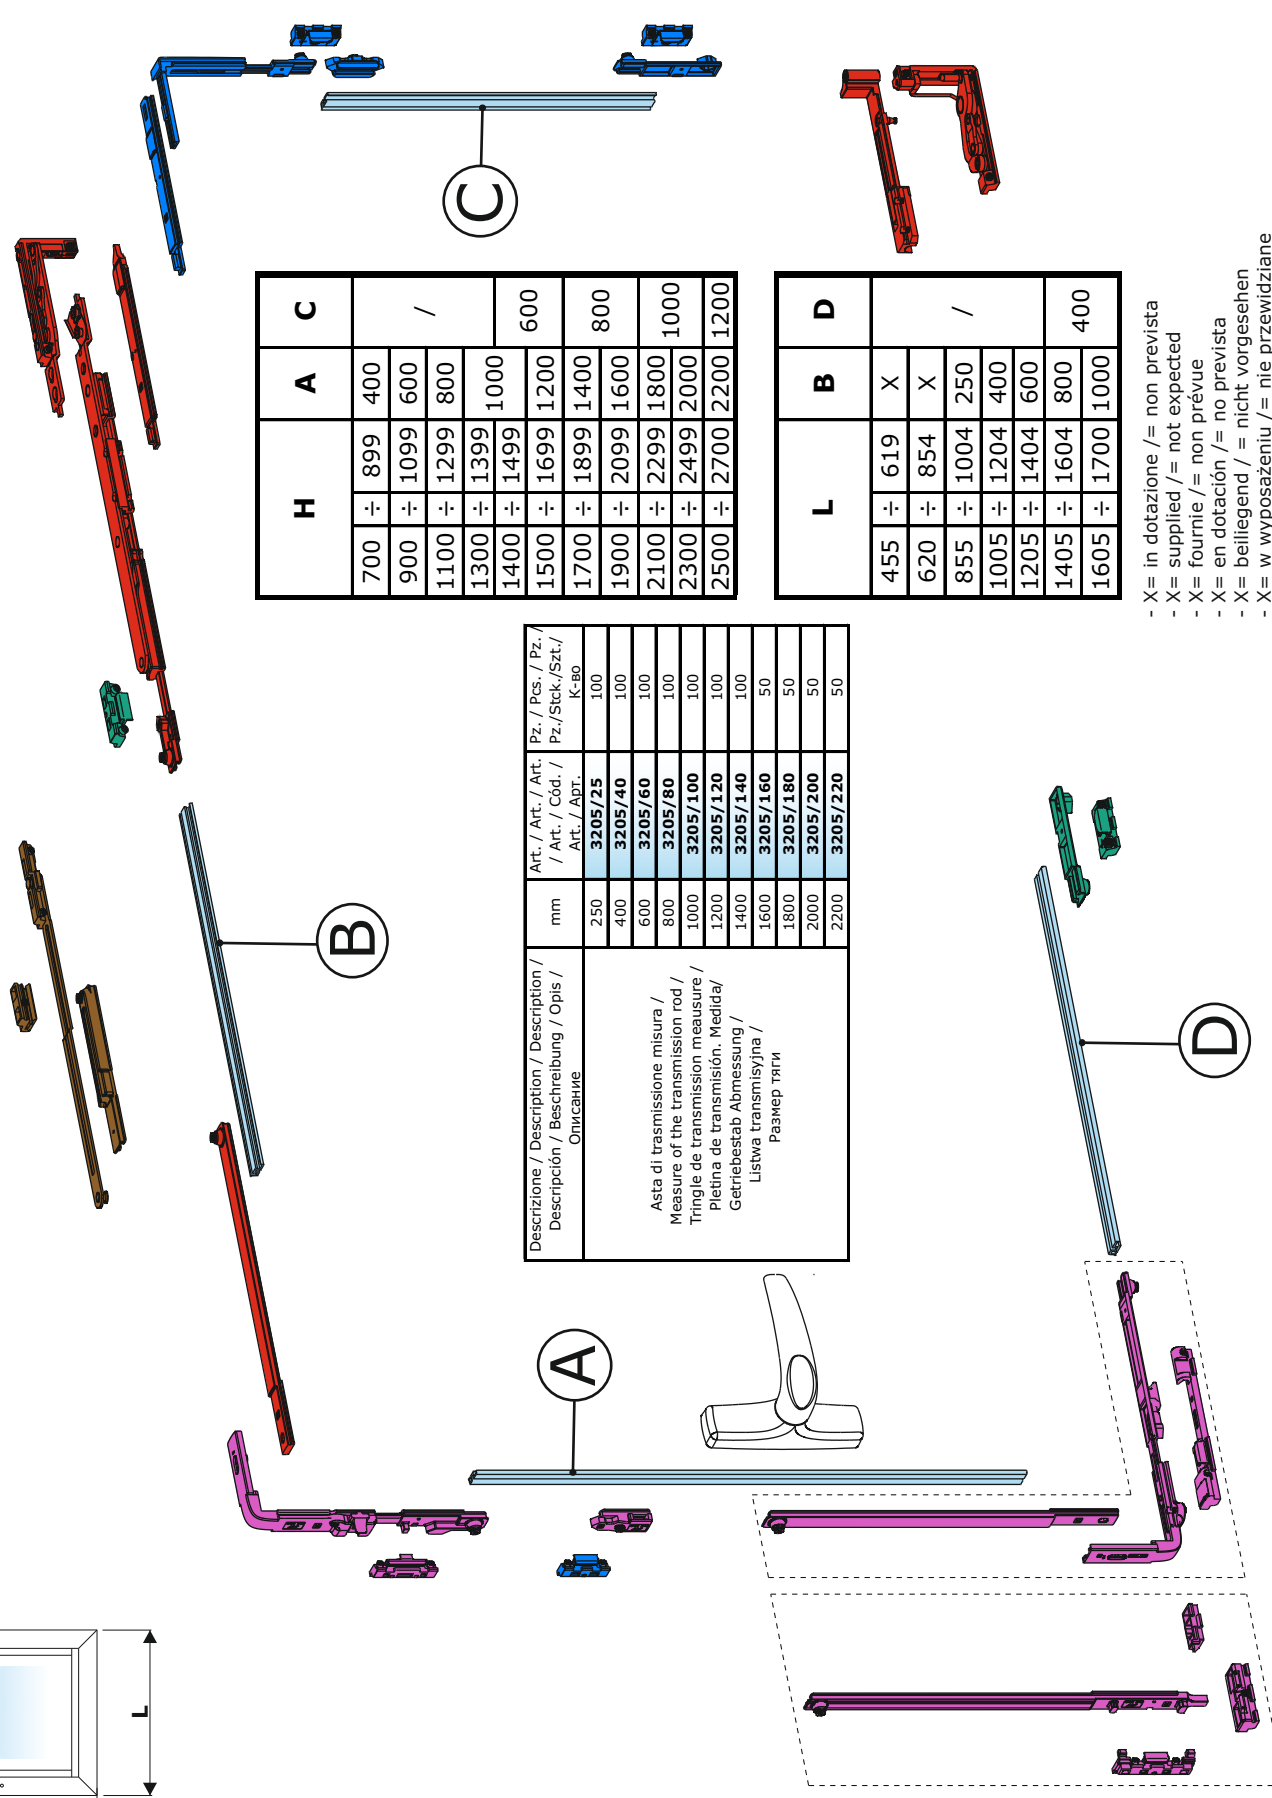 L
B
C
A
D
H A C
700 ÷ 899 400 /
900 ÷ 1099 600
1100 ÷ 1299 800
1300 ÷ 1399 1000
1400 ÷ 1499 600
1500 ÷ 1699 1200
1700 ÷ 1899 1400 800
1900 ÷ 2099 1600
2100 ÷ 2299 1800 1000
2300 ÷ 2499 2000
2500 ÷ 2700 2200 1200
Descrizione / Description / Description /
Descripción / Beschreibung / Opis /
Описание
mm
Art. / Art. / Art.
/ Art. / Cód. /
Art. / Арт.
Pz. / Pcs. / Pz. /
Pz./Stck./Szt./
К-во
Asta di trasmissione misura /
Measure of the transmission rod /
Tringle de transmission meausure /
Pletina de transmisión. Medida/
Getriebestab Abmessung /
Listwa transmisyjna /
Размер тяги
250 3205/25 100
400 3205/40 100
600 3205/60 100
800 3205/80 100
1000 3205/100 100
1200 3205/120 100
1400 3205/140 100
1600 3205/160 50
1800 3205/180 50
2000 3205/200 50
2200 3205/220 50
L B D
455 ÷ 619 X /
620 ÷ 854 X
855 ÷ 1004 250
1005 ÷ 1204 400
1205 ÷ 1404 600
1405 ÷ 1604 800 400
1605 ÷ 1700 1000
- X= in dotazione /= non prevista
- X= supplied /= not expected
- X= fournie /= non prévue
- X= en dotación /= no prevista
- X= beiliegend / = nicht vorgesehen
- X= w wyposażeniu / = nie przewidziane